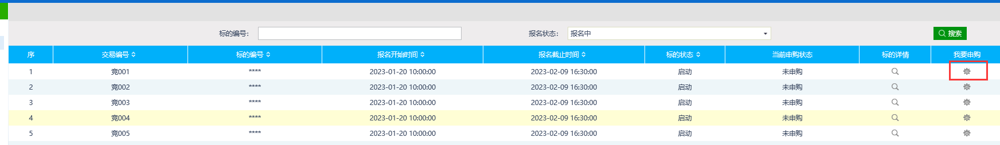 标的编号： 报名状态： 报名中 搜索
序 交易编号 标的编号 报名开始时间 报名截止时间 标的状态 当前申购状态 标的详情 我要申购
1 竞001 **** 2023-01-20 10:00:00 2023-02-09 16:30:00 启动 未申购
2 竞002 **** 2023-01-20 10:00:00 2023-02-09 16:30:00 启动 未申购
3 竞003 **** 2023-01-20 10:00:00 2023-02-09 16:30:00 启动 未申购
4 竞004 **** 2023-01-20 10:00:00 2023-02-09 16:30:00 启动 未申购
5 竞005 **** 2023-01-20 10:00:00 2023-02-09 16:30:00 启动 未申购